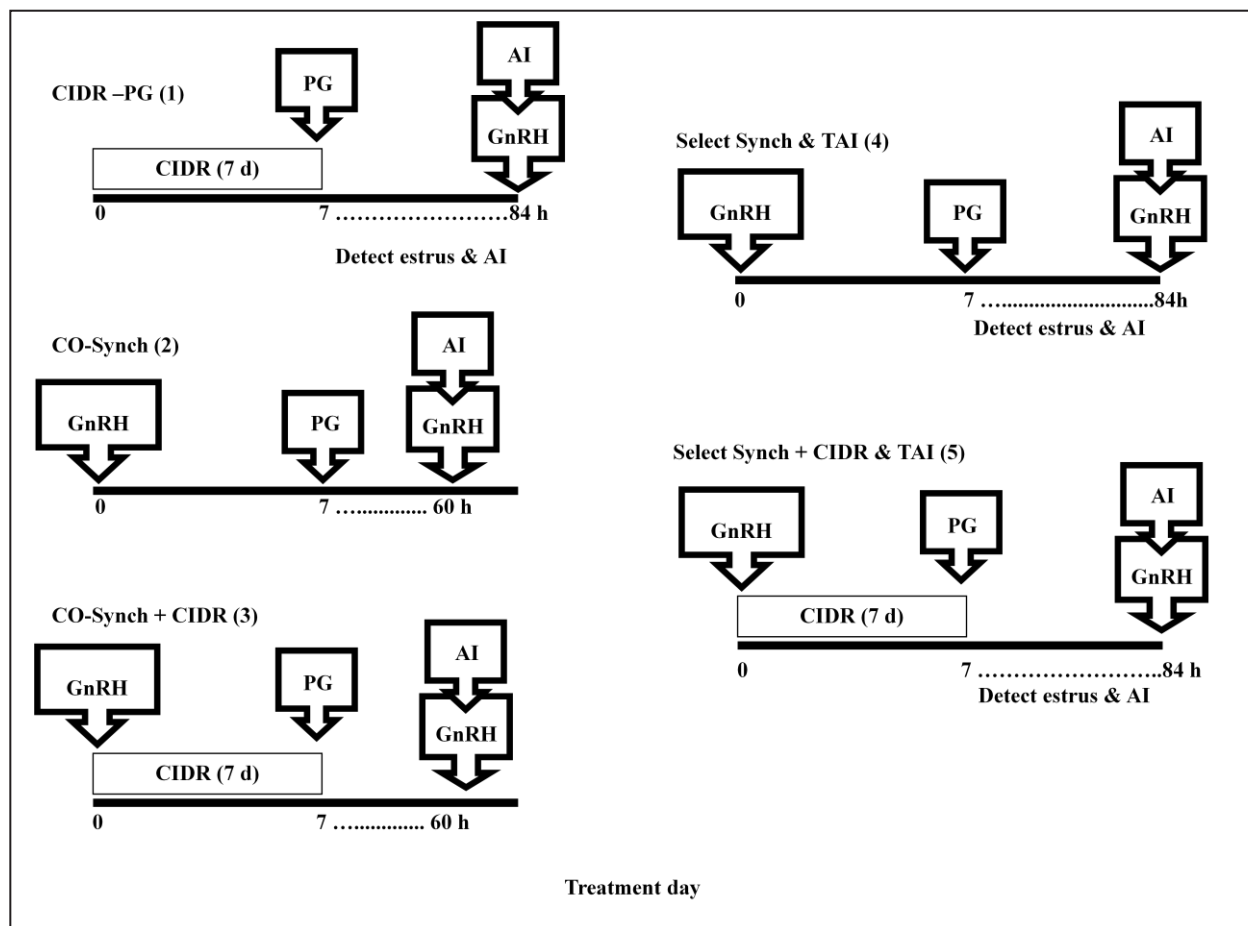 CIDR –PG (1)
PG
AI
GnRH
CIDR (7 d)
0
7 ……………………84 h
Detect estrus & AI
CO-Synch (2)
GnRH
PG
AI
GnRH
0
7 …............. 60 h
CO-Synch + CIDR (3)
GnRH
PG
AI
GnRH
CIDR (7 d)
0
7 …............. 60 h
Select Synch & TAI (4)
GnRH
PG
AI
GnRH
0
7 …...........................84h
Detect estrus & AI
Select Synch + CIDR & TAI (5)
GnRH
PG
AI
GnRH
CIDR (7 d)
0
7 ……………………..84 h
Detect estrus & AI
Treatment day